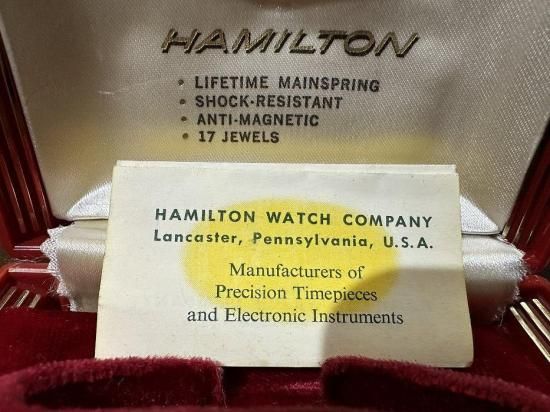 HAMILTON
• LIFETIME MAINSPRING
• SHOCK-RESISTANT
• ANTI-MAGNETIC
• 17 JEWELS
HAMILTON WATCH COMPANY
Lancaster, Pennsylvania, U.S.A.
Manufacturers of
Precision Timepieces
and Electronic Instruments